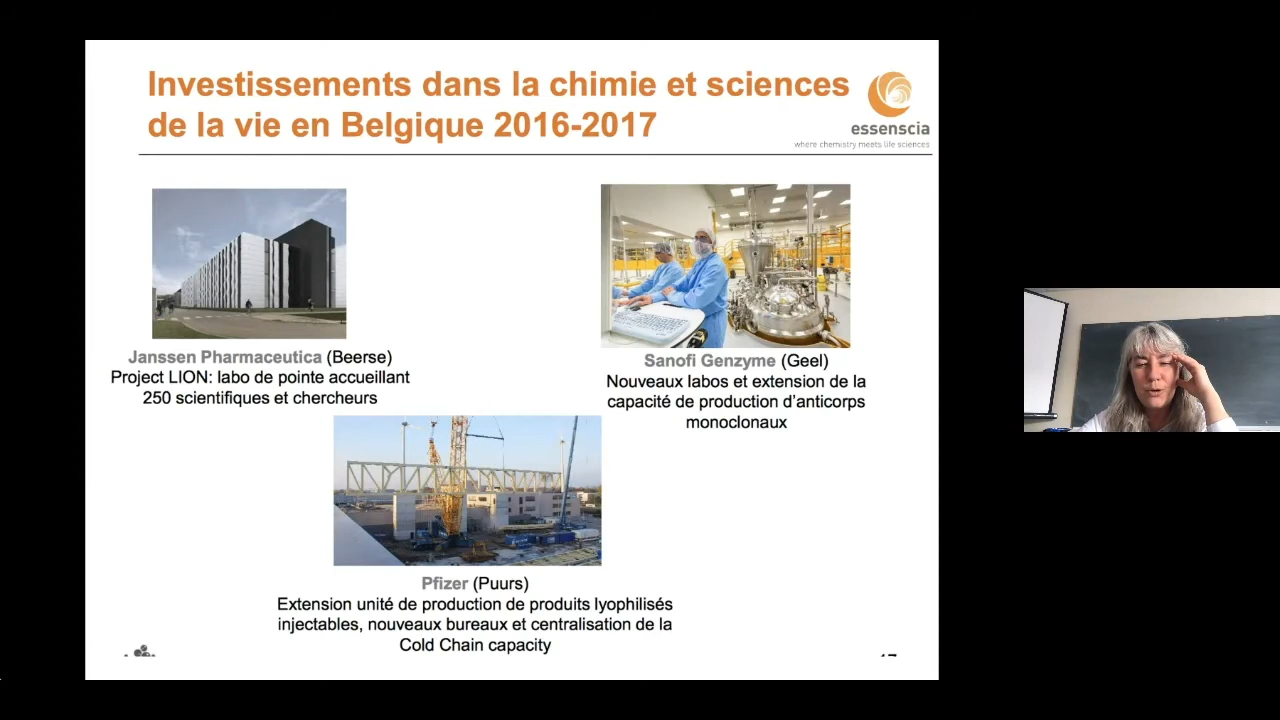 Investissements dans la chimie et sciences
de la vie en Belgique 2016-2017
essenscia
where chemistry meets life sciences
Janssen Pharmaceutica (Beerse)
Project LION: labo de pointe accueillant
250 scientifiques et chercheurs
Sanofi Genzyme (Geel)
Nouveaux labos et extension de la
capacité de production d’anticorps
monoclonaux
Pfizer (Puurs)
Extension unité de production de produits lyophilisés
injectables, nouveaux bureaux et centralisation de la
Cold Chain capacity